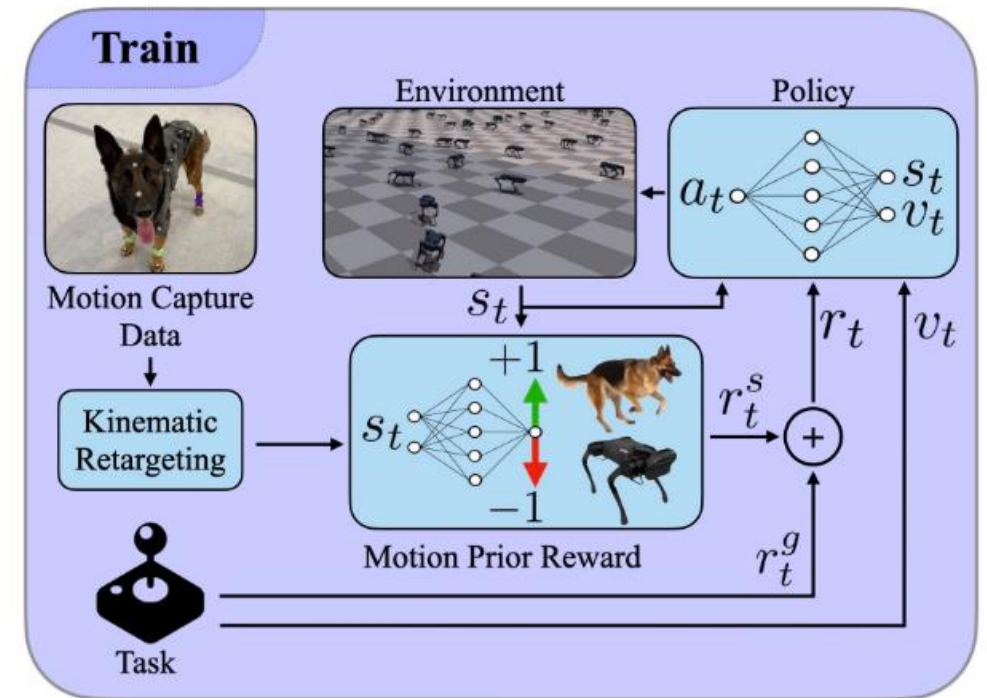 Train
Environment
Policy
a_t
s_t
v_t
Motion Capture
Data
s_t
r_t
v_t
Kinematic
Retargeting
s_t
+1
−1
r_t^s
+
Motion Prior Reward
r_t^g
Task